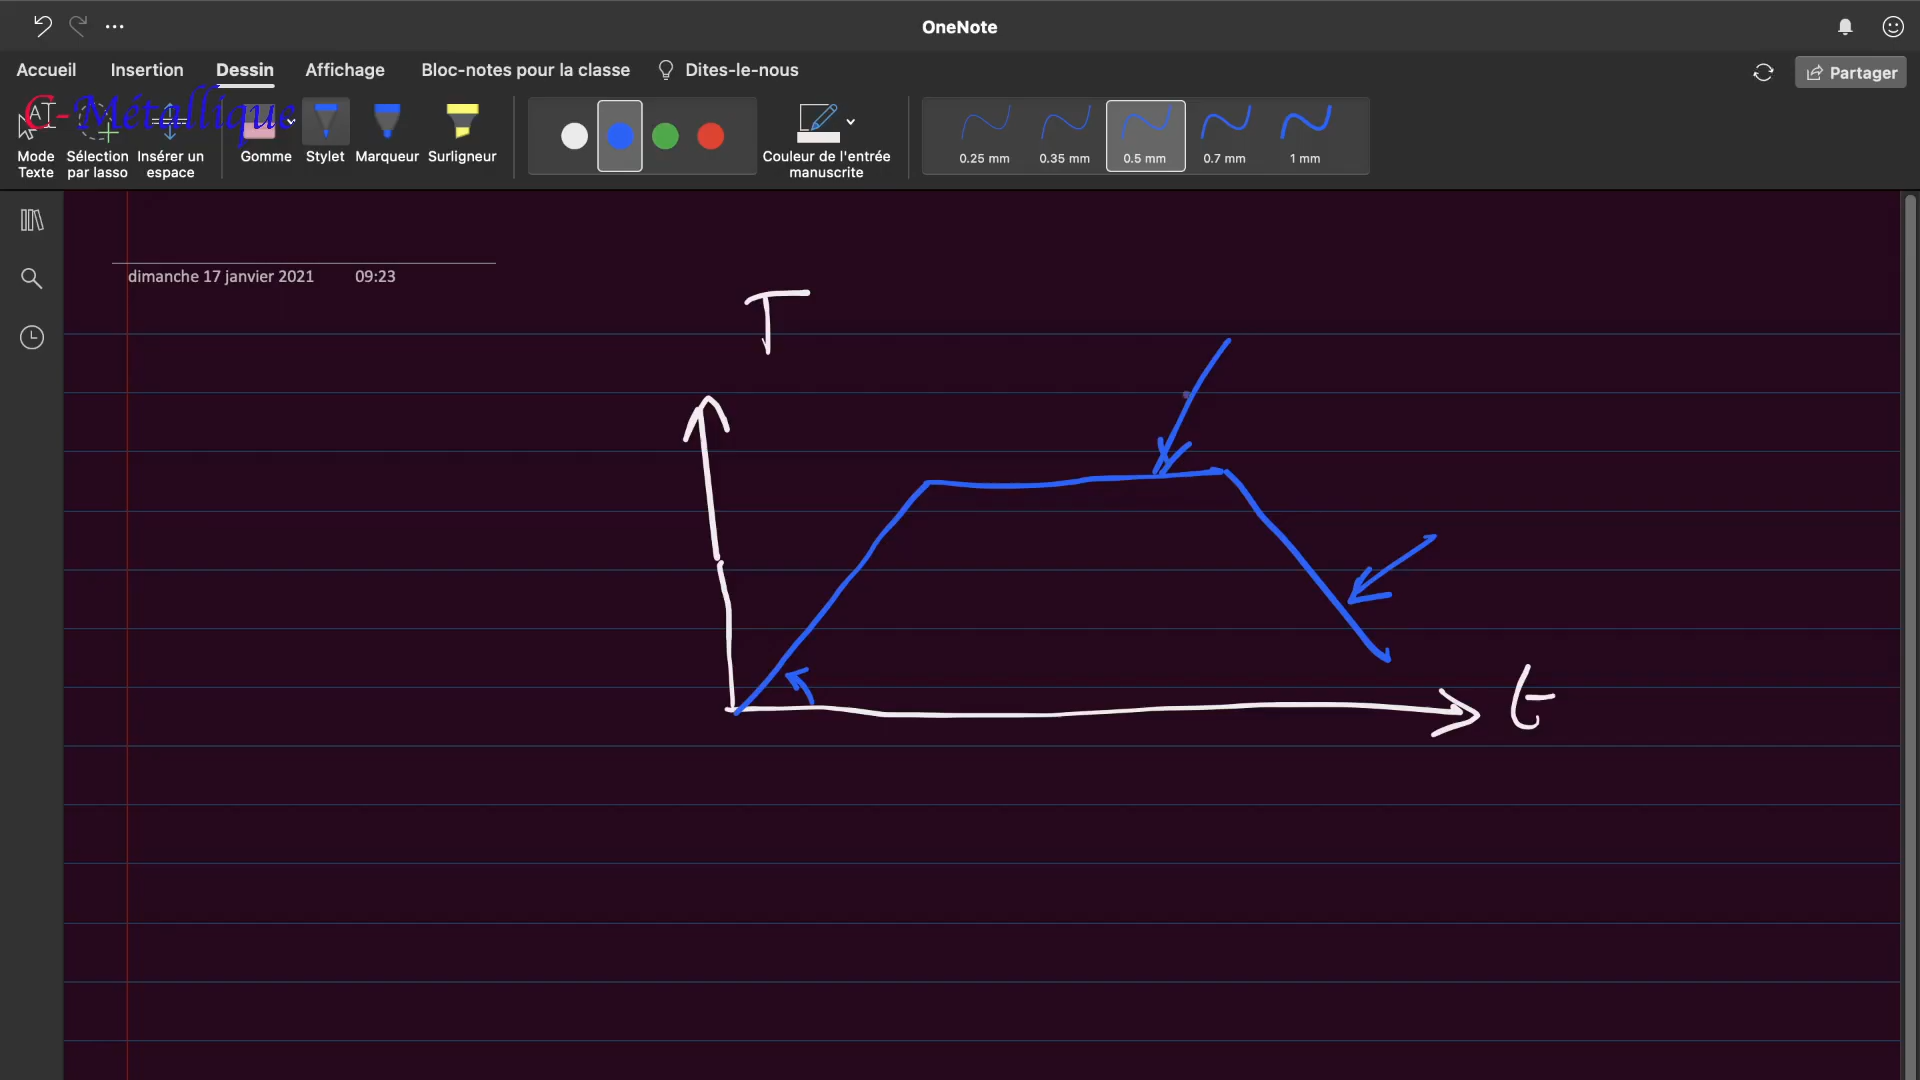 OneNote
Accueil Insertion Dessin Affichage Bloc-notes pour la classe Dites-le-nous Partager
C- Métallique
Mode Texte
Sélection par lasso
Insérer un espace
Gomme
Stylet
Marqueur
Surligneur
Couleur de l'entrée manuscrite
0.25 mm
0.35 mm
0.5 mm
0.7 mm
1 mm
dimanche 17 janvier 2021 09:23
T
t